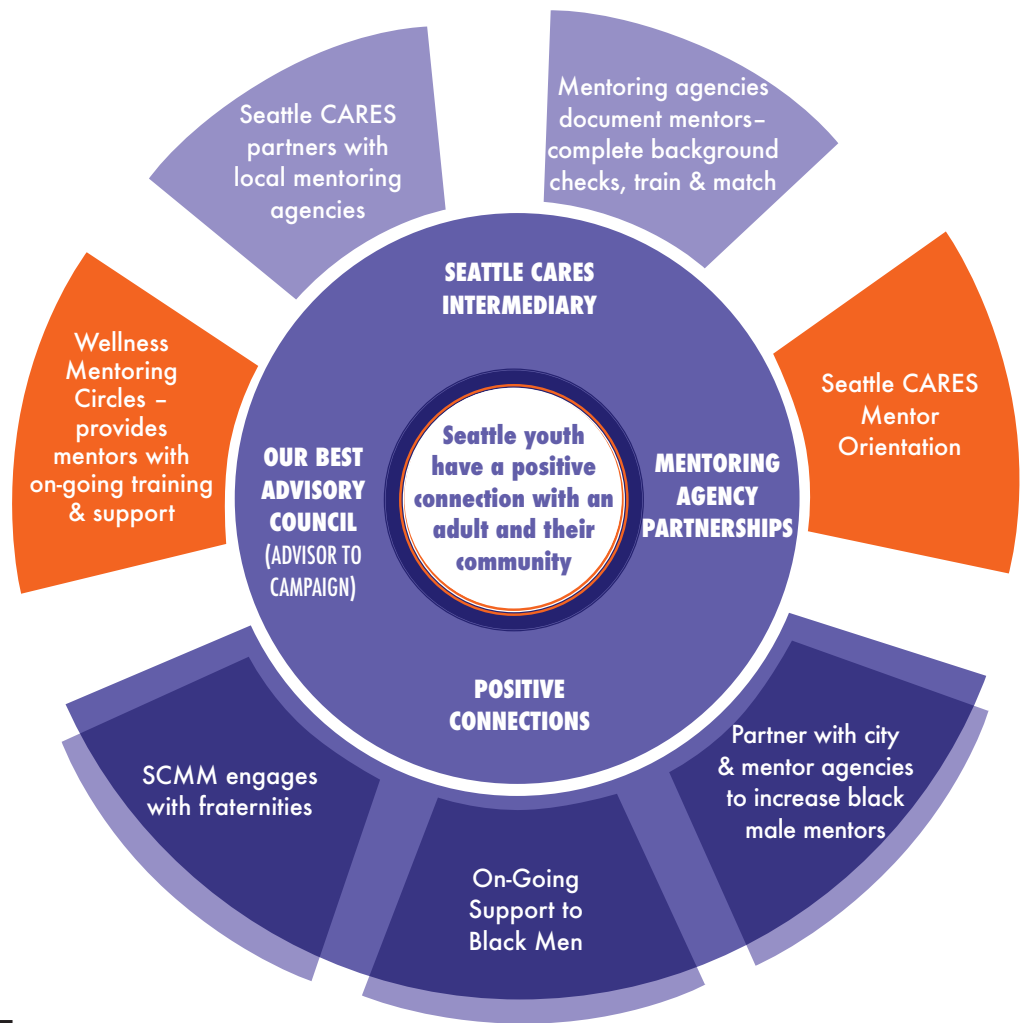 Seattle CARES
partners with
local mentoring
agencies
Mentoring agencies
document mentors–
complete background
checks, train & match
Wellness
Mentoring
Circles –
provides
mentors with
on-going training
& support
Seattle CARES
Mentor
Orientation
SEATTLE CARES
INTERMEDIARY
OUR BEST
ADVISORY
COUNCIL
(ADVISOR TO
CAMPAIGN)
Seattle youth
have a positive
connection with an
adult and their
community
MENTORING
AGENCY
PARTNERSHIPS
POSITIVE
CONNECTIONS
SCMM engages
with fraternities
On-Going
Support to
Black Men
Partner with city
& mentor agencies
to increase black
male mentors